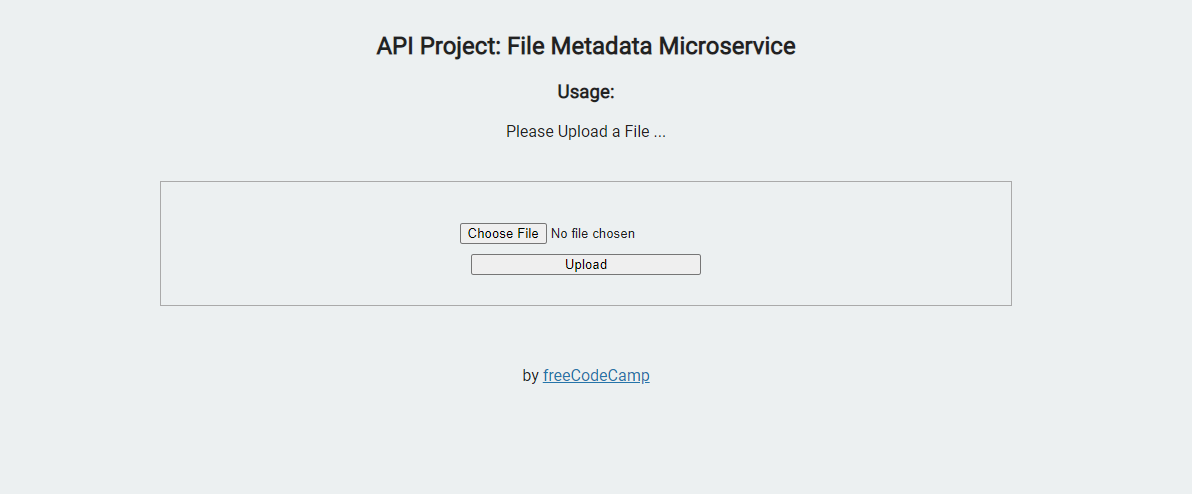 API Project: File Metadata Microservice
Usage:
Please Upload a File ...
Choose File No file chosen
Upload
by freeCodeCamp